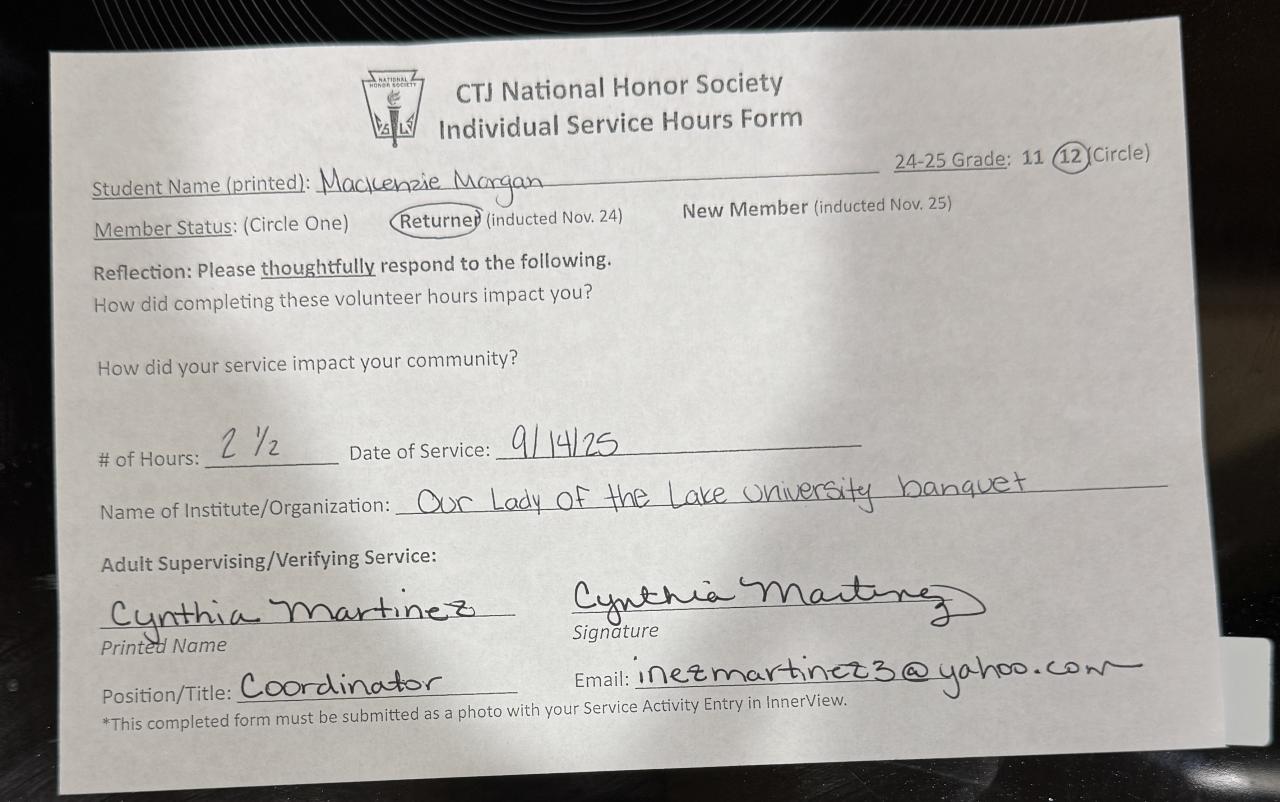 NATIONAL
HONOR SOCIETY
CTJ National Honor Society
Individual Service Hours Form
Student Name (printed): Mackenzie Morgan
24-25 Grade: 11 12 (Circle)
Member Status: (Circle One) Returner (inducted Nov. 24) New Member (inducted Nov. 25)
Reflection: Please thoughtfully respond to the following.
How did completing these volunteer hours impact you?
How did your service impact your community?
# of Hours: 2 ½ Date of Service: 9/14/25
Name of Institute/Organization: Our Lady of the Lake University banquet
Adult Supervising/Verifying Service:
Cynthia Martinez Cynthia Martinez
Printed Name Signature
Position/Title: Coordinator Email: inezmartinez3@yahoo.com
*This completed form must be submitted as a photo with your Service Activity Entry in InnerView.